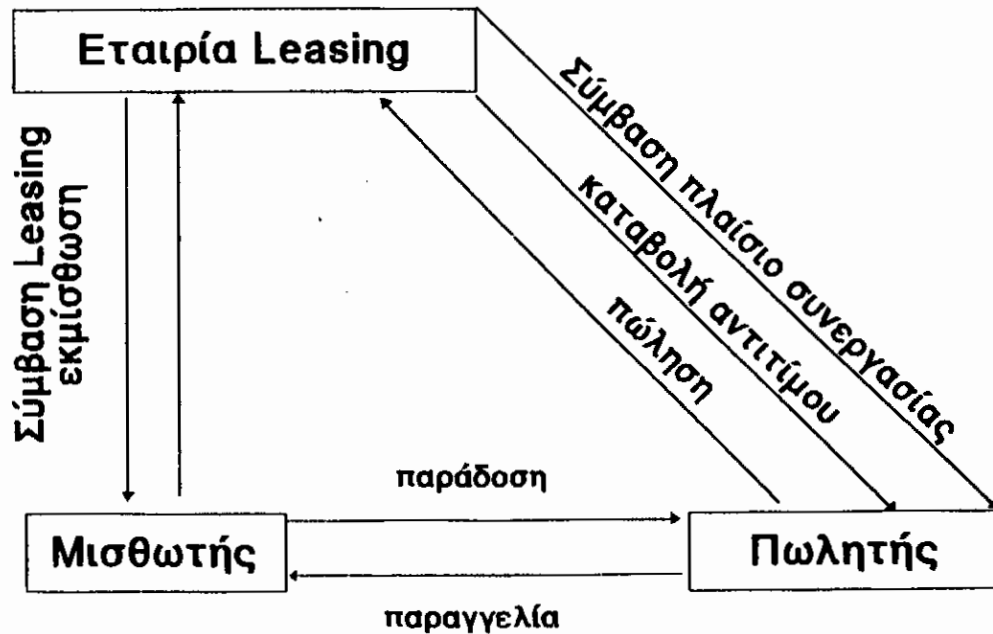 Εταιρία Leasing
Σύμβαση πλαίσιο συνεργασίας
καταβολή αντιτίμου
πώληση
Σύμβαση Leasing
εκμίσθωση
παράδοση
Μισθωτής
Πωλητής
παραγγελία